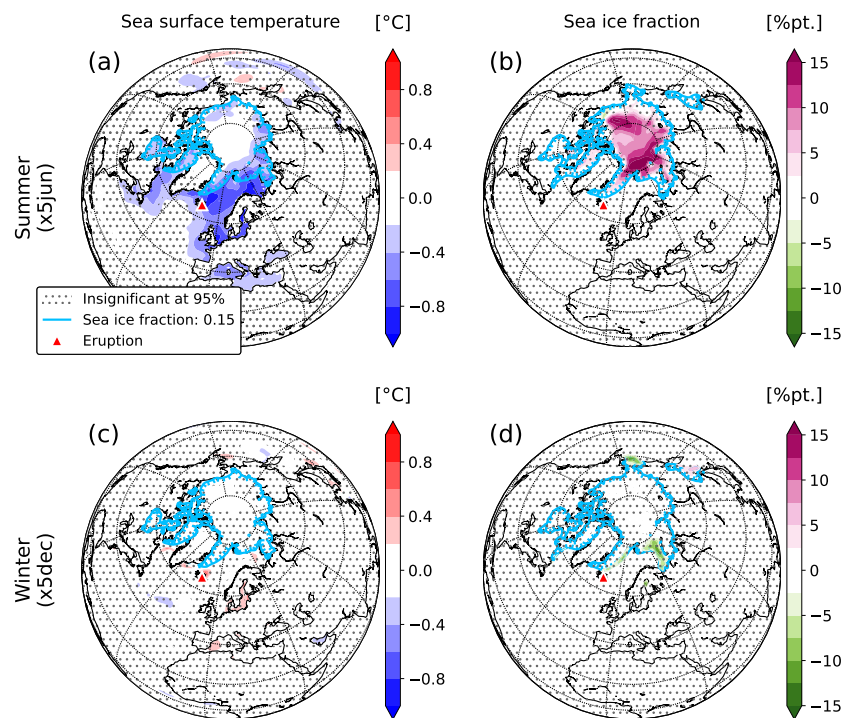 Sea surface temperature
[°C]
Sea ice fraction
[%pt.]
(a)
(b)
Summer
(x5jun)
0.8
0.4
0.0
−0.4
−0.8
15
10
5
0
−5
−10
−15
Insignificant at 95%
Sea ice fraction: 0.15
Eruption
[°C]
[%pt.]
(c)
(d)
Winter
(x5dec)
0.8
0.4
0.0
−0.4
−0.8
15
10
5
0
−5
−10
−15